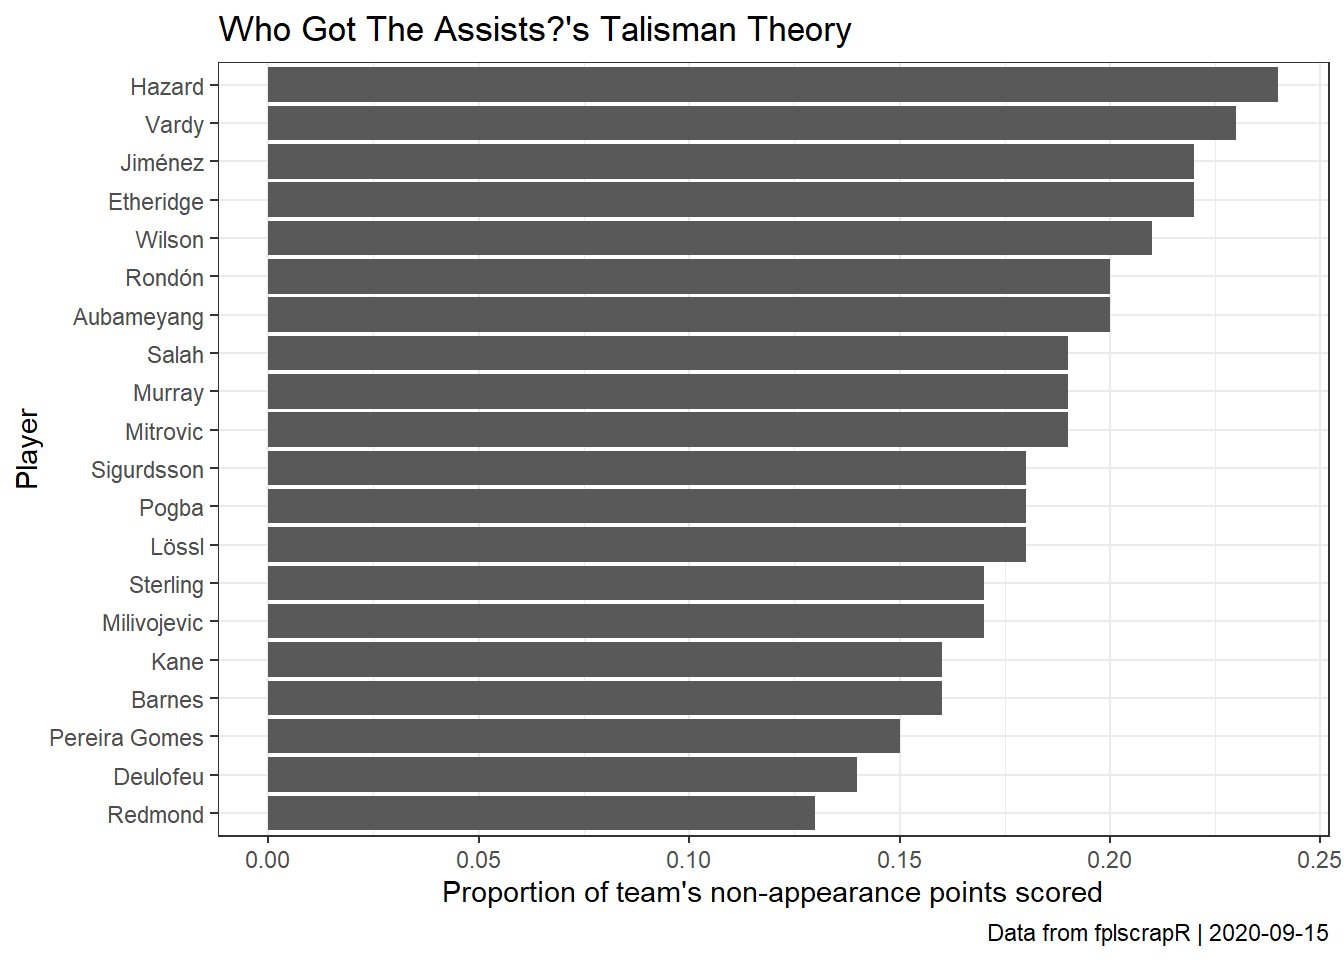 Who Got The Assists?'s Talisman Theory
Player
Hazard
Vardy
Jiménez
Etheridge
Wilson
Rondón
Aubameyang
Salah
Murray
Mitrovic
Sigurdsson
Pogba
Lössl
Sterling
Milivojevic
Kane
Barnes
Pereira Gomes
Deulofeu
Redmond
0.00 0.05 0.10 0.15 0.20 0.25
Proportion of team's non-appearance points scored
Data from fplscrapR | 2020-09-15